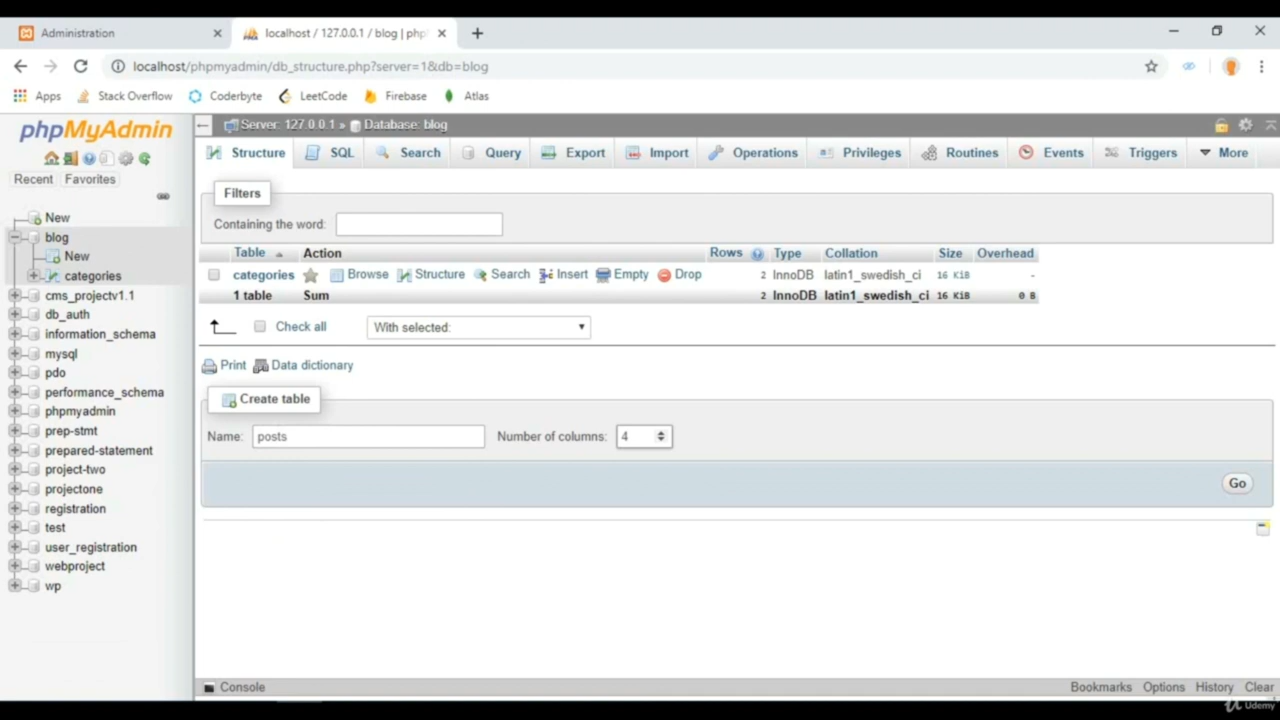 Administration
localhost / 127.0.0.1 / blog | php
localhost/phpmyadmin/db_structure.php?server=1&db=blog
Apps Stack Overflow Coderbyte LeetCode Firebase Atlas
phpMyAdmin
Server: 127.0.0.1 » Database: blog
Structure SQL Search Query Export Import Operations Privileges Routines Events Triggers More
Recent Favorites
Filters
Containing the word:
New
blog
New
categories
cms_projectv1.1
db_auth
information_schema
mysql
pdo
performance_schema
phpmyadmin
prep-stmt
prepared-statement
project-two
projectone
registration
test
user_registration
webproject
wp
Table Action Rows Type Collation Size Overhead
categories Browse Structure Search Insert Empty Drop 2 InnoDB latin1_swedish_ci 16 KiB -
1 table Sum 2 InnoDB latin1_swedish_ci 16 KiB 0 B
Check all With selected:
Print Data dictionary
Create table
Name: posts Number of columns: 4
Go
Console Bookmarks Options History Clear
Udemy